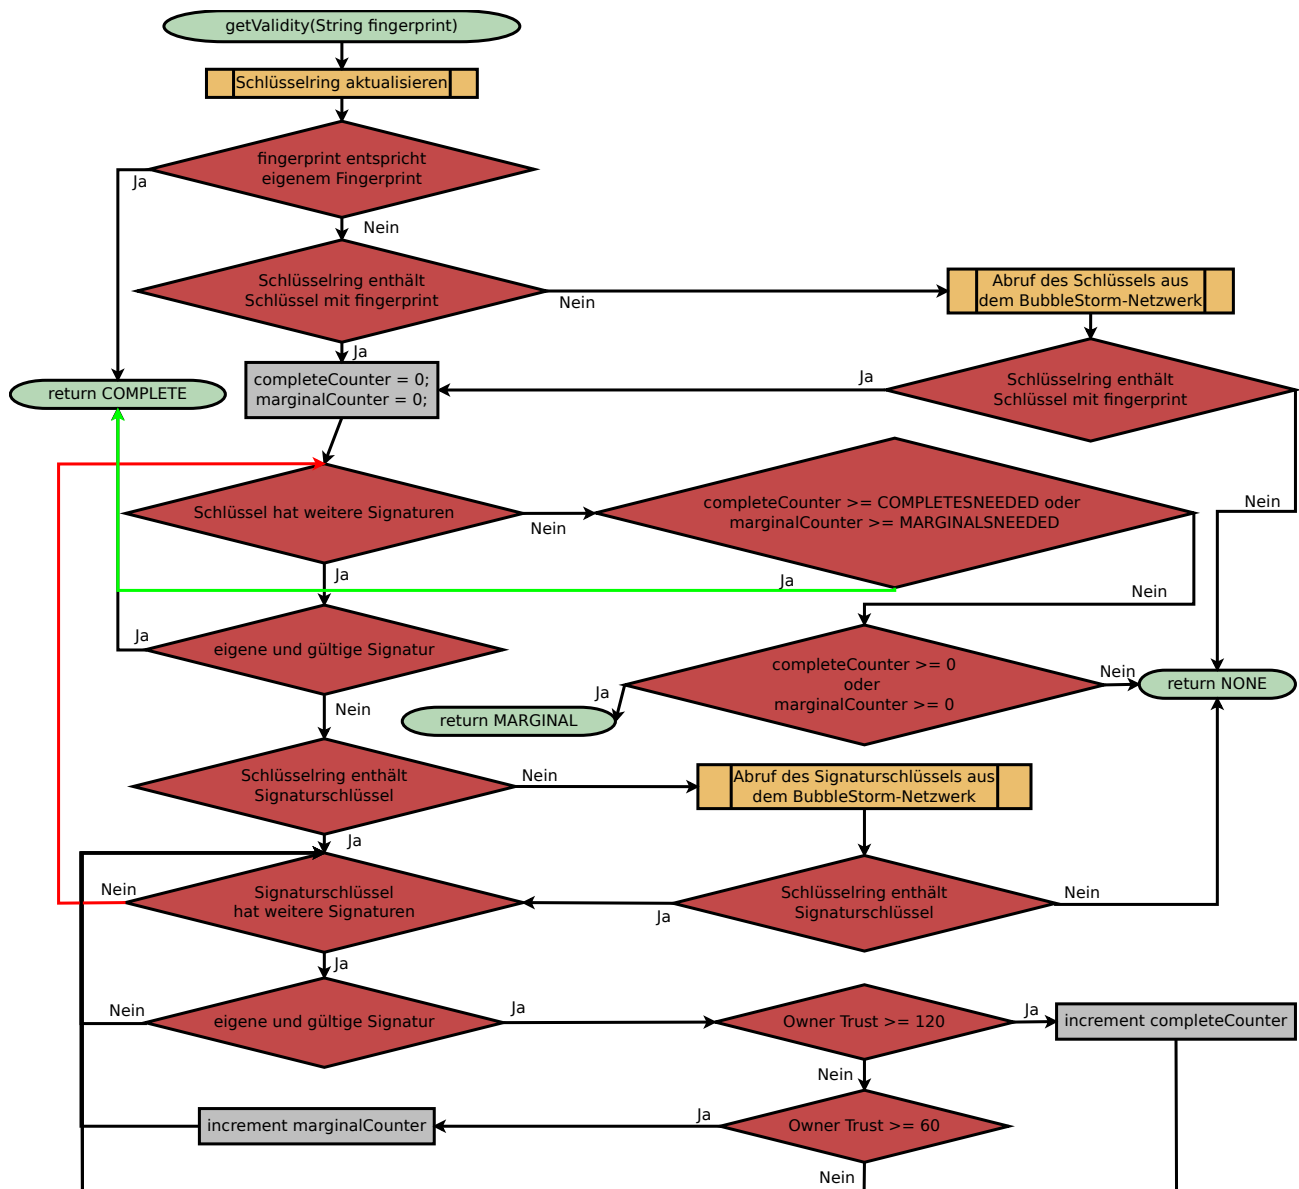 getValidity(String fingerprint)
Schlüsselring aktualisieren
fingerprint entspricht
eigenem Fingerprint
Ja
Nein
Schlüsselring enthält
Schlüssel mit fingerprint
Nein
Abruf des Schlüssels aus
dem BubbleStorm-Netzwerk
Ja
completeCounter = 0;
marginalCounter = 0;
return COMPLETE
Ja
Schlüsselring enthält
Schlüssel mit fingerprint
Nein
Schlüssel hat weitere Signaturen
Nein
completeCounter >= COMPLETESNEEDED oder
marginalCounter >= MARGINALSNEEDED
Ja
Ja
Nein
Ja
eigene und gültige Signatur
Nein
completeCounter >= 0
oder
marginalCounter >= 0
Ja
Nein
return MARGINAL
return NONE
Schlüsselring enthält
Signaturschlüssel
Nein
Abruf des Signaturschlüssels aus
dem BubbleStorm-Netzwerk
Ja
Nein
Signaturschlüssel
hat weitere Signaturen
Ja
Schlüsselring enthält
Signaturschlüssel
Nein
Ja
Nein
eigene und gültige Signatur
Ja
Owner Trust >= 120
Ja
increment completeCounter
Nein
increment marginalCounter
Ja
Owner Trust >= 60
Nein